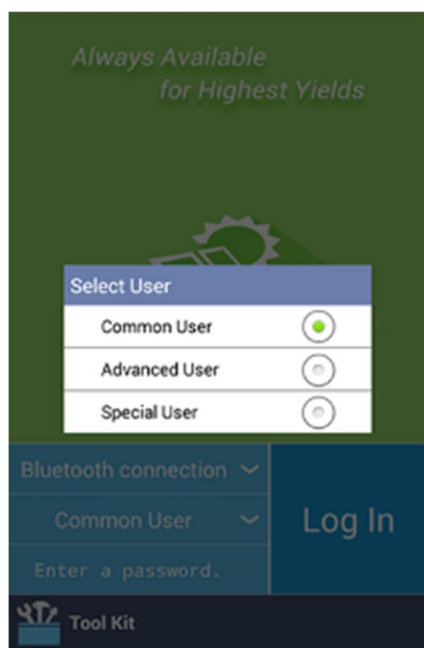 Always Available
for Highest Yields
Select User
Common User
Advanced User
Special User
Bluetooth connection
Common User
Log In
Enter a password.
Tool Kit